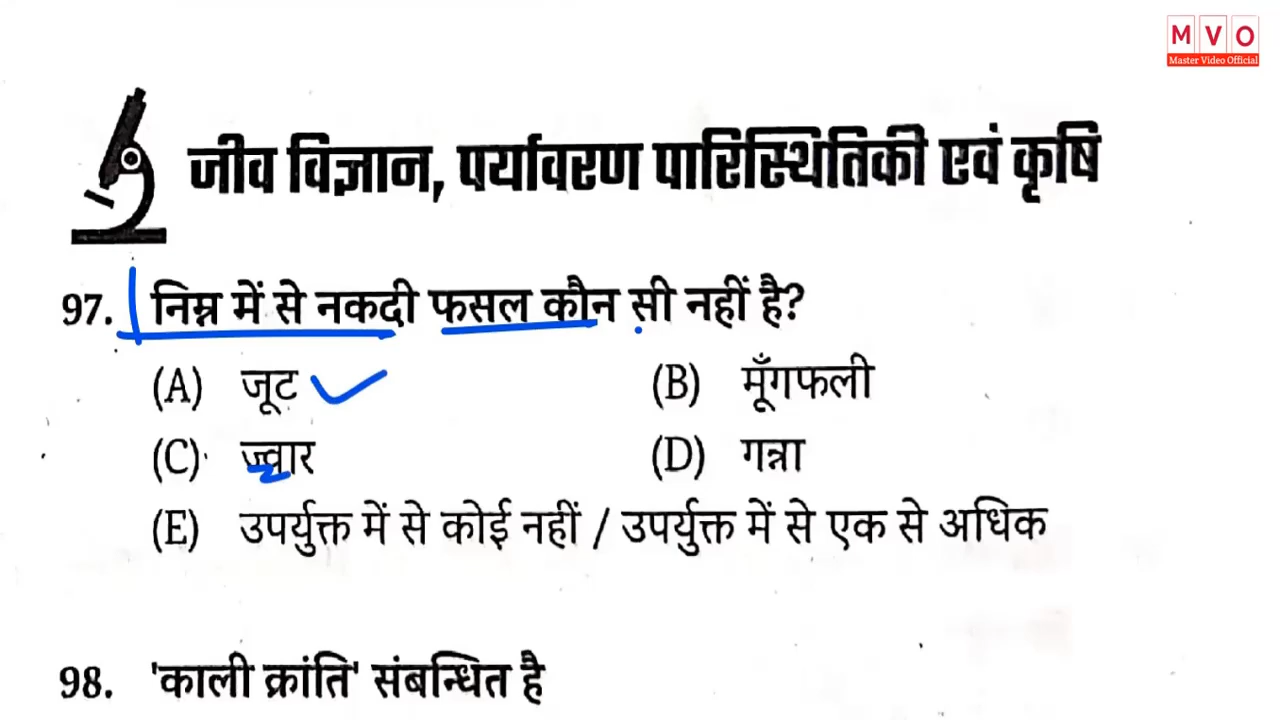 M V O
Master Video Official
जीव विज्ञान, पर्यावरण पारिस्थितिकी एवं कृषि
97. निम्न में से नकदी फसल कौन सी नहीं है?
(A) जूट (B) मूँगफली
(C) ज्वार (D) गन्ना
(E) उपर्युक्त में से कोई नहीं / उपर्युक्त में से एक से अधिक
98. 'काली क्रांति' संबन्धित है